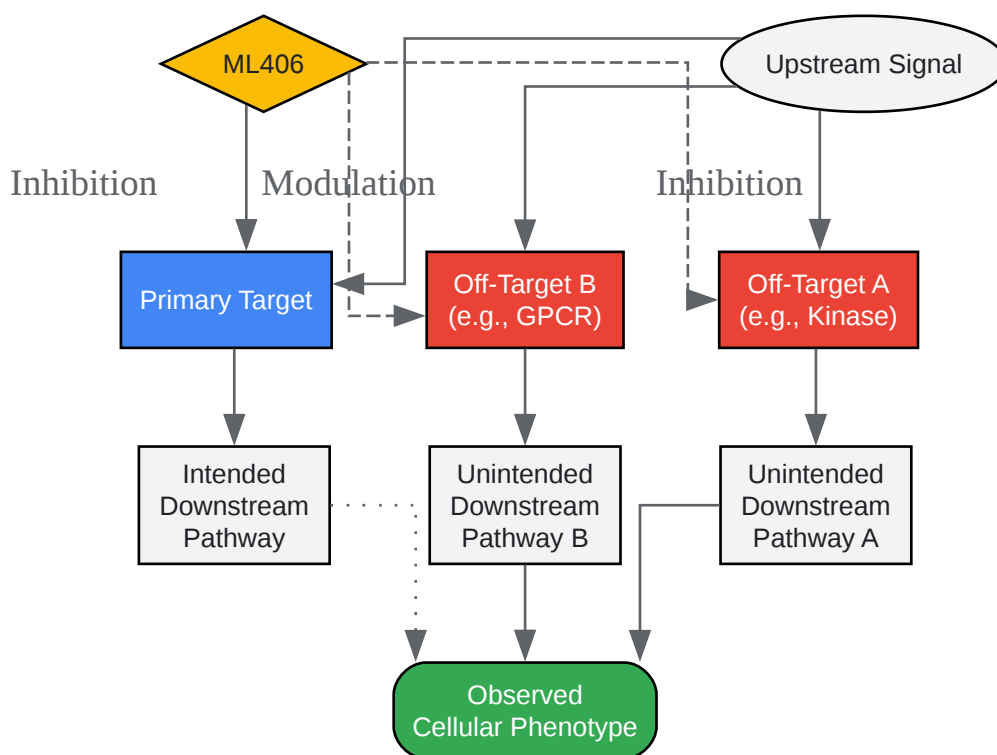 ML406
Upstream Signal
Inhibition
Modulation
Inhibition
Primary Target
Off-Target B
(e.g., GPCR)
Off-Target A
(e.g., Kinase)
Intended
Downstream
Pathway
Unintended
Downstream
Pathway B
Unintended
Downstream
Pathway A
Observed
Cellular Phenotype